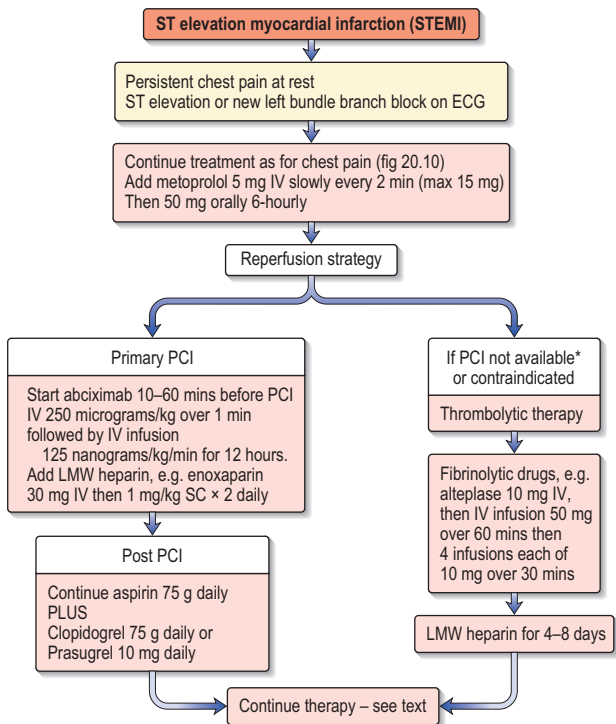 ST elevation myocardial infarction (STEMI)
Persistent chest pain at rest
ST elevation or new left bundle branch block on ECG
Continue treatment as for chest pain (fig 20.10)
Add metoprolol 5 mg IV slowly every 2 min (max 15 mg)
Then 50 mg orally 6-hourly
Reperfusion strategy
Primary PCI
Start abciximab 10–60 mins before PCI
IV 250 micrograms/kg over 1 min
followed by IV infusion
125 nanograms/kg/min for 12 hours.
Add LMW heparin, e.g. enoxaparin
30 mg IV then 1 mg/kg SC × 2 daily
Post PCI
Continue aspirin 75 g daily
PLUS
Clopidogrel 75 g daily or
Prasugrel 10 mg daily
If PCI not available*
or contraindicated
Thrombolytic therapy
Fibrinolytic drugs, e.g.
alteplase 10 mg IV,
then IV infusion 50 mg
over 60 mins then
4 infusions each of
10 mg over 30 mins
LMW heparin for 4–8 days
Continue therapy – see text